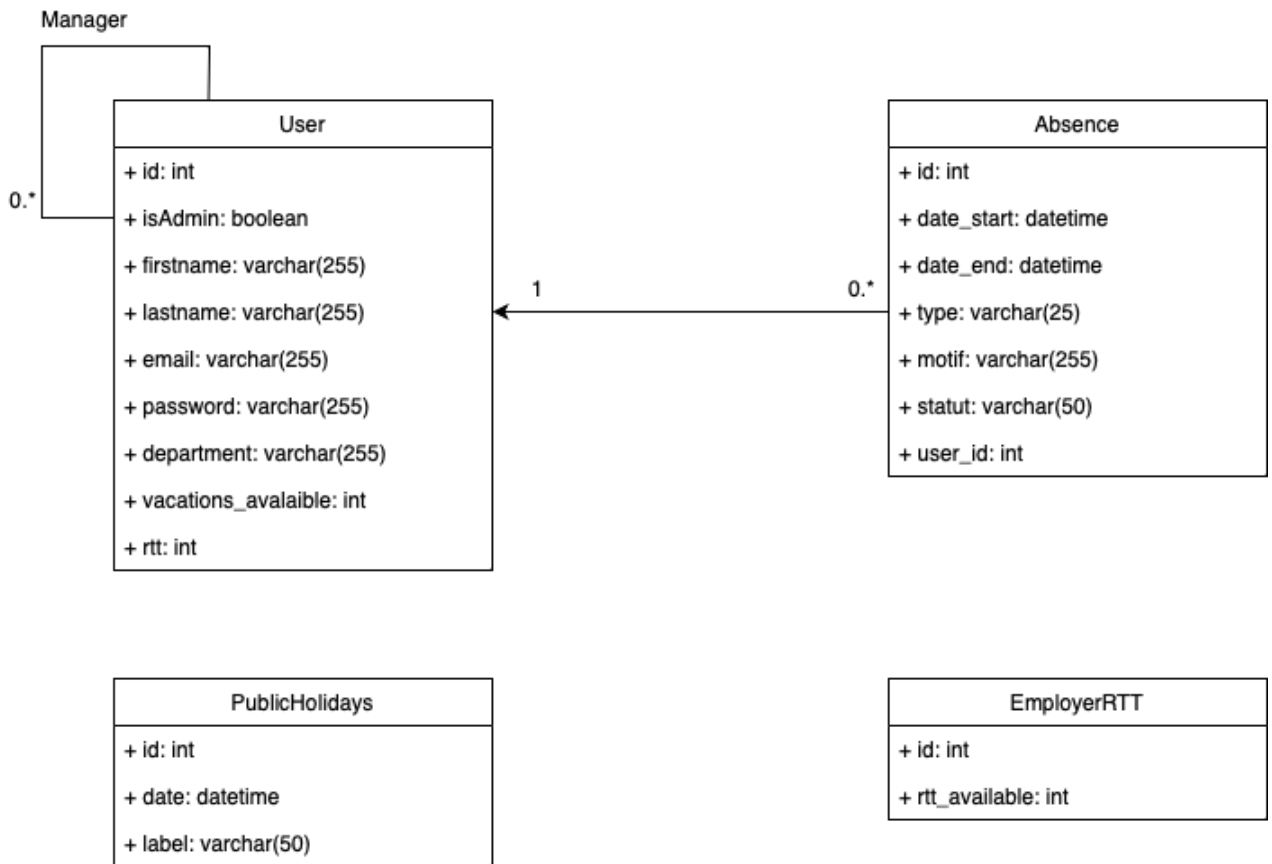 Manager
User
+ id: int
+ isAdmin: boolean
+ firstname: varchar(255)
+ lastname: varchar(255)
+ email: varchar(255)
+ password: varchar(255)
+ department: varchar(255)
+ vacations_avalaible: int
+ rtt: int
0.*
1
0.*
Absence
+ id: int
+ date_start: datetime
+ date_end: datetime
+ type: varchar(25)
+ motif: varchar(255)
+ statut: varchar(50)
+ user_id: int
PublicHolidays
+ id: int
+ date: datetime
+ label: varchar(50)
EmployerRTT
+ id: int
+ rtt_available: int